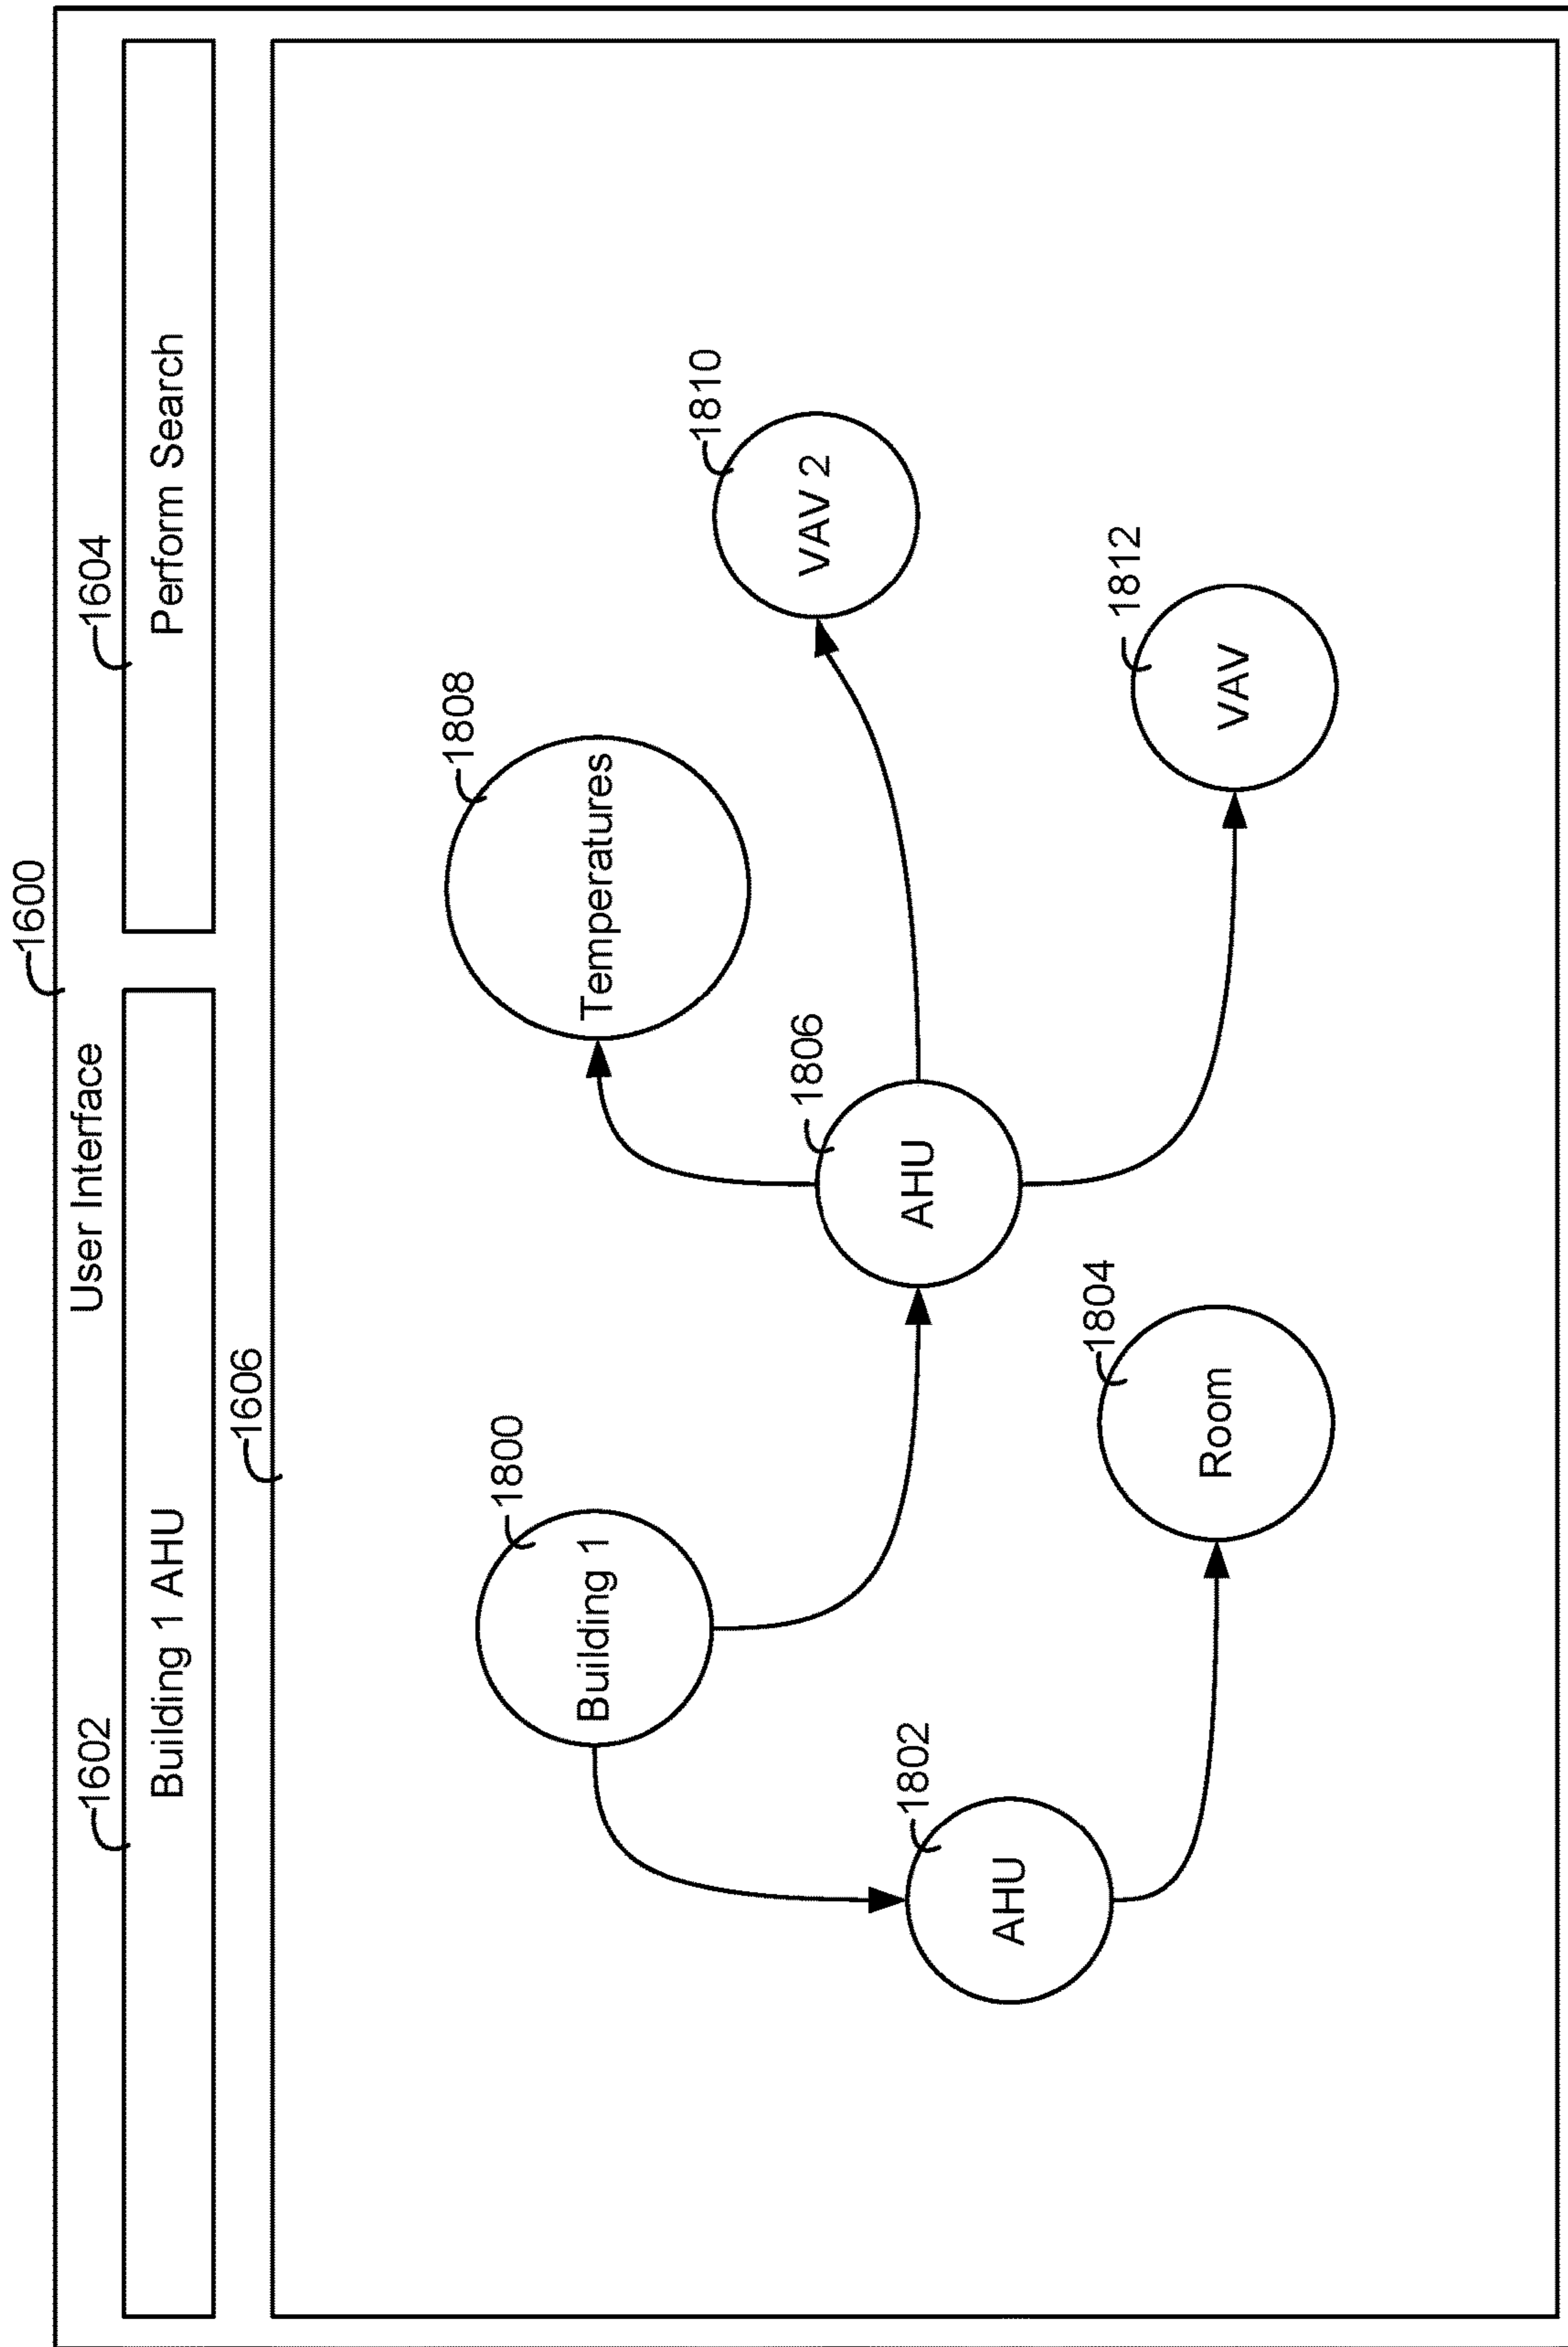 1600
User Interface
1602
1604
Building 1 AHU
Perform Search
1606
1800
Building 1
1808
Temperatures
1810
VAV 2
1806
AHU
1802
AHU
1804
Room
1812
VAV